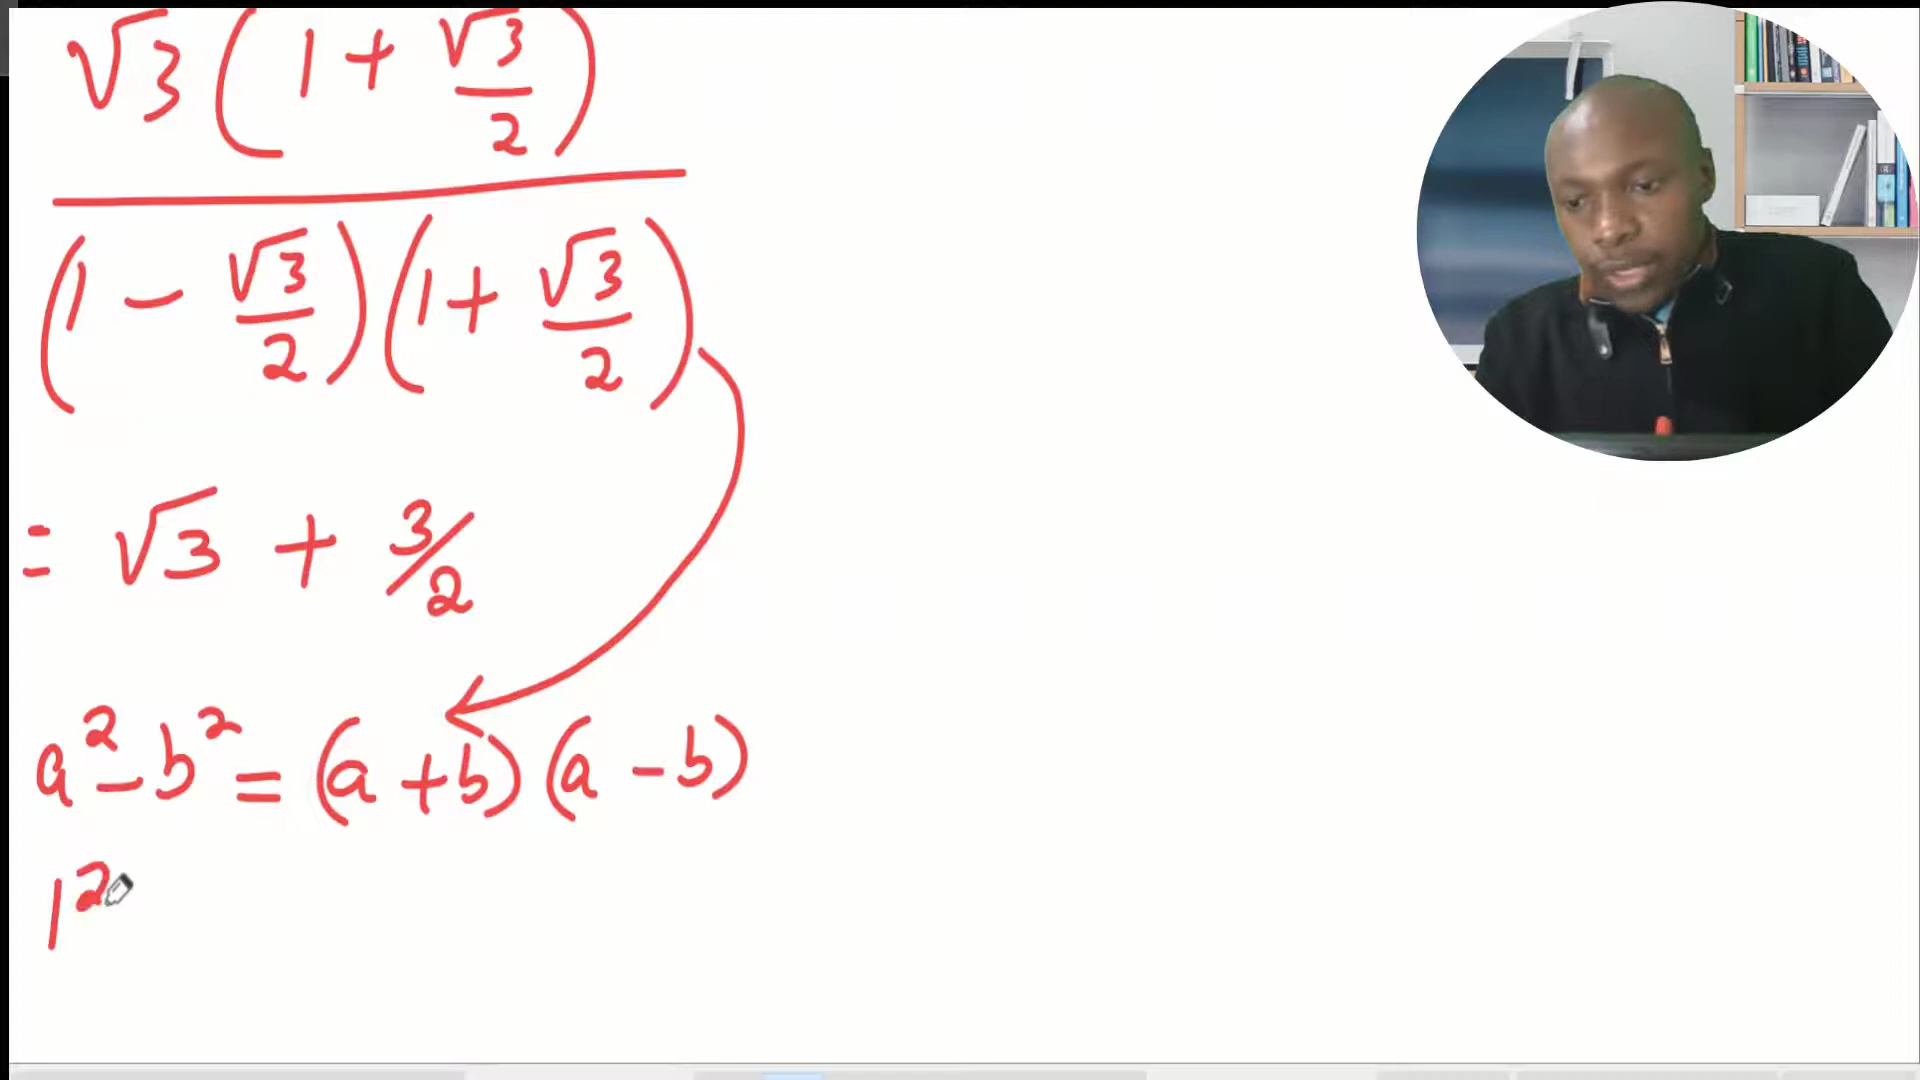 √3 (1 + √3/2)
(1 − √3/2)(1 + √3/2)
= √3 + 3/2
a² − b² = (a + b)(a − b)
1²